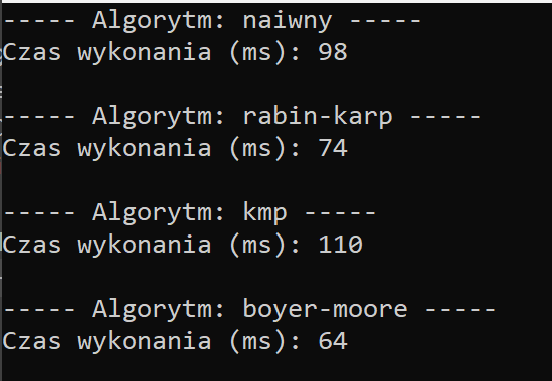 ----- Algorytm: naiwny -----
Czas wykonania (ms): 98
----- Algorytm: rabin-karp -----
Czas wykonania (ms): 74
----- Algorytm: kmp -----
Czas wykonania (ms): 110
----- Algorytm: boyer-moore -----
Czas wykonania (ms): 64